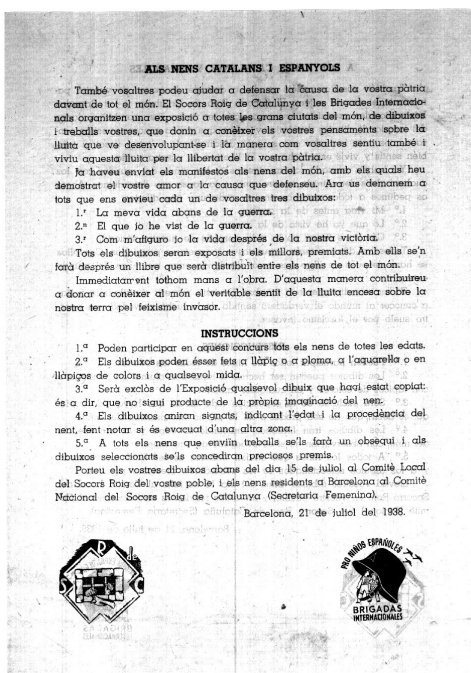 ALS NENS CATALANS I ESPANYOLS
També vosaltres podeu ajudar a defensar la causa de la vostra pàtria
davant de tot el món. El Socors Roig de Catalunya i les Brigades Internacio-
nals organitzen una exposició a totes les grans ciutats del món, de dibuixos
i treballs vostres, que donin a conèixer els vostres pensaments sobre la
lluita que ve desenvolupant-se i la manera com vosaltres sentiu també i
viviu aquesta lluita per la llibertat de la vostra pàtria.
Ja haveu enviat els manifestos als nens del món, amb els quals heu
demostrat el vostre amor a la causa que defenseu. Ara us demanem a
tots que ens envieu cada un de vosaltres tres dibuixos:
1.r La meva vida abans de la guerra.
2.n El que jo he vist de la guerra.
3.r Com m'afiguro jo la vida després de la nostra victòria.
Tots els dibuixos seran exposats i els millors, premiats. Amb ells se'n
farà després un llibre que serà distribuït entre els nens de tot el món.
Immediatament tothom mans a l'obra. D'aquesta manera contribuireu
a donar a conèixer al món el veritable sentit de la lluita encesa sobre la
nostra terra pel feixisme invasor.
INSTRUCCIONS
1.ª Poden participar en aquest concurs tots els nens de totes les edats.
2.ª Els dibuixos poden ésser fets a llàpiç o a ploma, a l'aquarel·la o en
llàpiços de colors i a qualsevol mida.
3.ª Serà exclòs de l'Exposició qualsevol dibuix que hagi estat copiat:
és a dir, que no sigui producte de la pròpia imaginació del nen.
4.ª Els dibuixos aniran signats, indicant l'edat i la procedència del
nent, fent notar si és evacuat d'una altra zona.
5.ª A tots els nens que enviïn treballs se'ls farà un obsequi i als
dibuixos seleccionats se'ls concediran preciosos premis.
Porteu els vostres dibuixos abans del dia 15 de juliol al Comitè Local
del Socors Roig del vostre poble, i els nens residents a Barcelona al Comitè
Nacional del Socors Roig de Catalunya (Secretaria Femenina).
Barcelona, 21 de juliol del 1938.
S R de C
PRO NIÑOS ESPAÑOLES
BRIGADAS
INTERNACIONALES